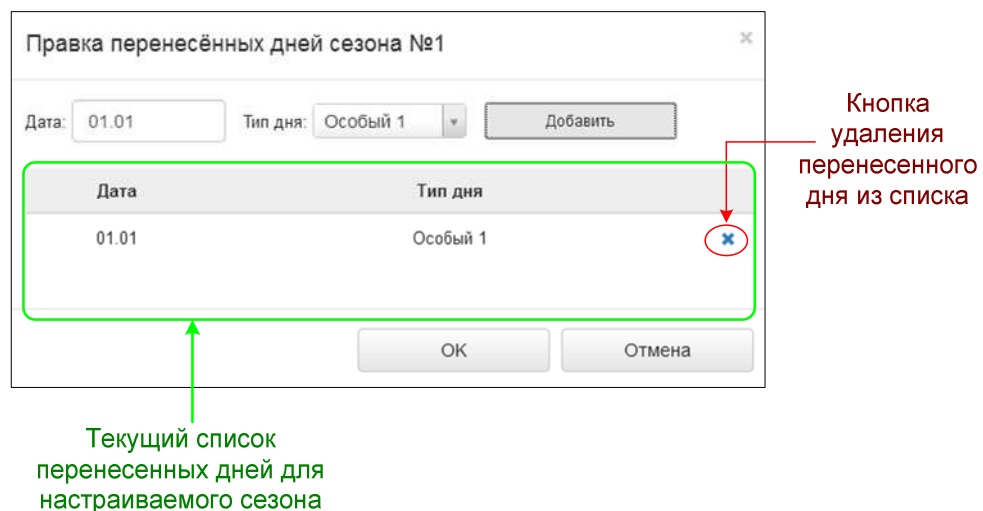 Правка перенесённых дней сезона №1
Дата: 01.01 Тип дня: Особый 1 Добавить
Дата Тип дня
01.01 Особый 1
OK Отмена
Кнопка
удаления
перенесенного
дня из списка
Текущий список
перенесенных дней для
настраиваемого сезона